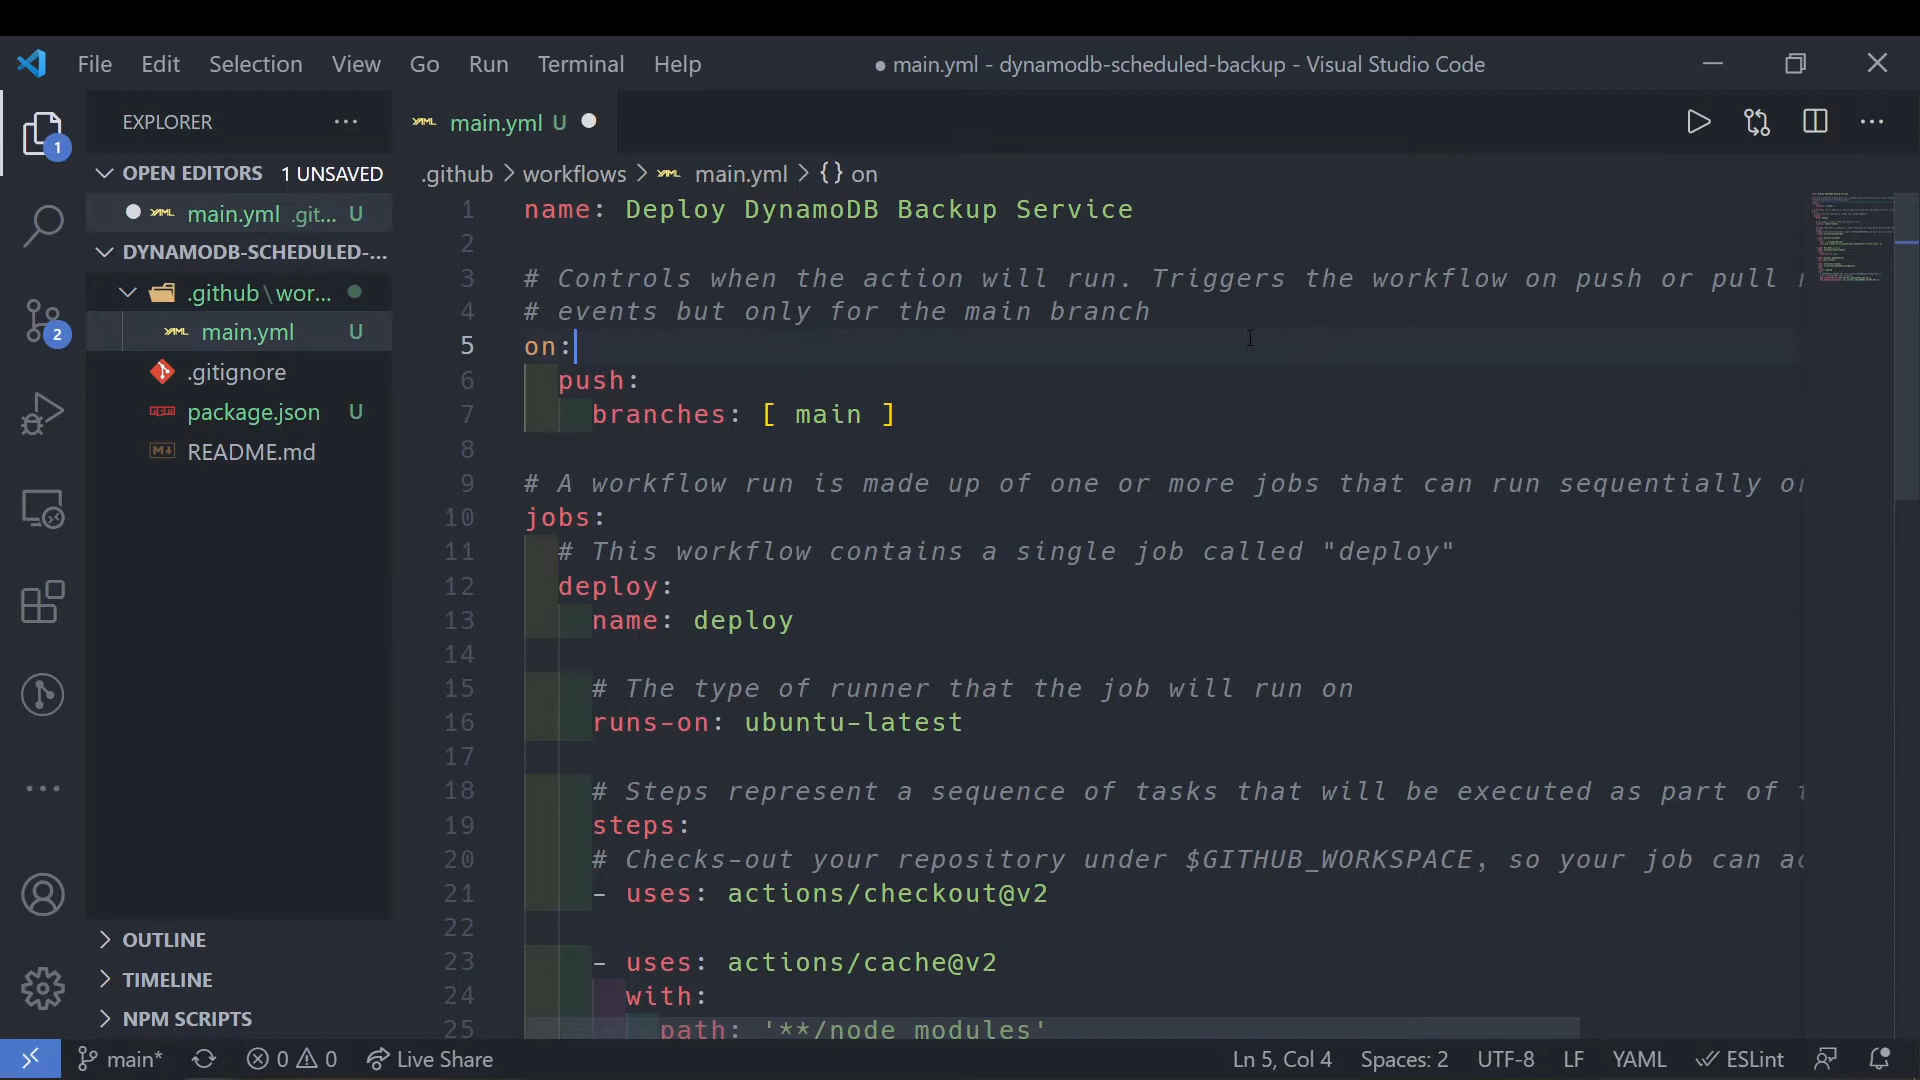 File Edit Selection View Go Run Terminal Help ● main.yml - dynamodb-scheduled-backup - Visual Studio Code
EXPLORER
main.yml U
OPEN EDITORS 1 UNSAVED
main.yml .git... U
DYNAMODB-SCHEDULED-...
.github\wor...
main.yml U
.gitignore
package.json U
README.md
OUTLINE
TIMELINE
NPM SCRIPTS
1
2
.github > workflows > main.yml > {} on
1 name: Deploy DynamoDB Backup Service
2
3 # Controls when the action will run. Triggers the workflow on push or pull
4 # events but only for the main branch
5 on:
6 push:
7 branches: [ main ]
8
9 # A workflow run is made up of one or more jobs that can run sequentially or
10 jobs:
11 # This workflow contains a single job called "deploy"
12 deploy:
13 name: deploy
14
15 # The type of runner that the job will run on
16 runs-on: ubuntu-latest
17
18 # Steps represent a sequence of tasks that will be executed as part of
19 steps:
20 # Checks-out your repository under $GITHUB_WORKSPACE, so your job can
21 - uses: actions/checkout@v2
22
23 - uses: actions/cache@v2
24 with:
25 path: '**/node_modules'
main* 0 0 Live Share Ln 5, Col 4 Spaces: 2 UTF-8 LF YAML ESLint